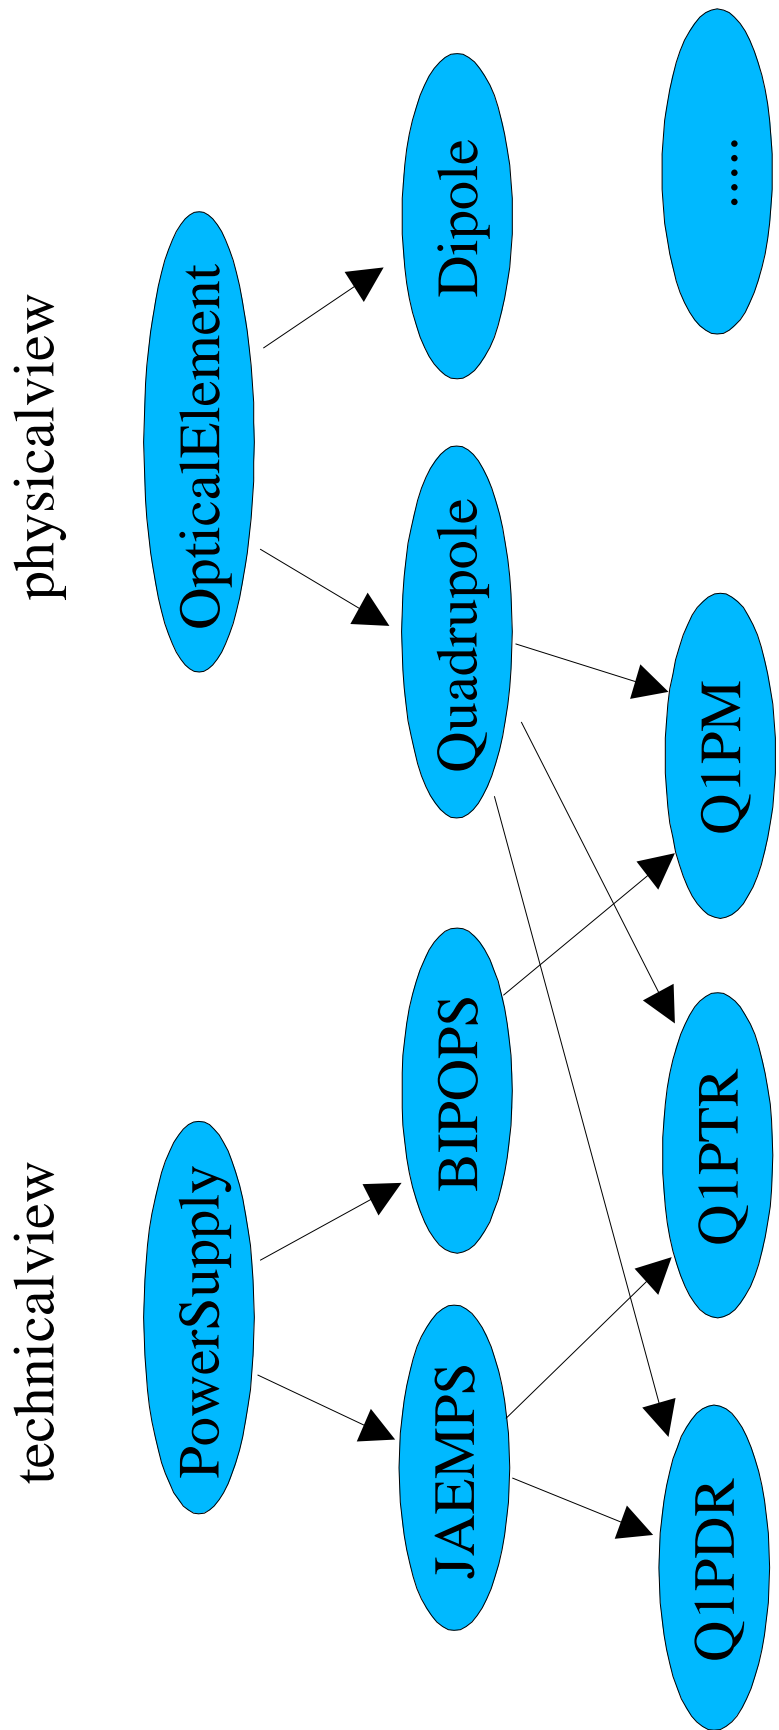 technicalview
physicalview
PowerSupply
OpticalElement
JAEMPS
BIPOPS
Quadrupole
Dipole
Q1PDR
Q1PTR
Q1PM
.....